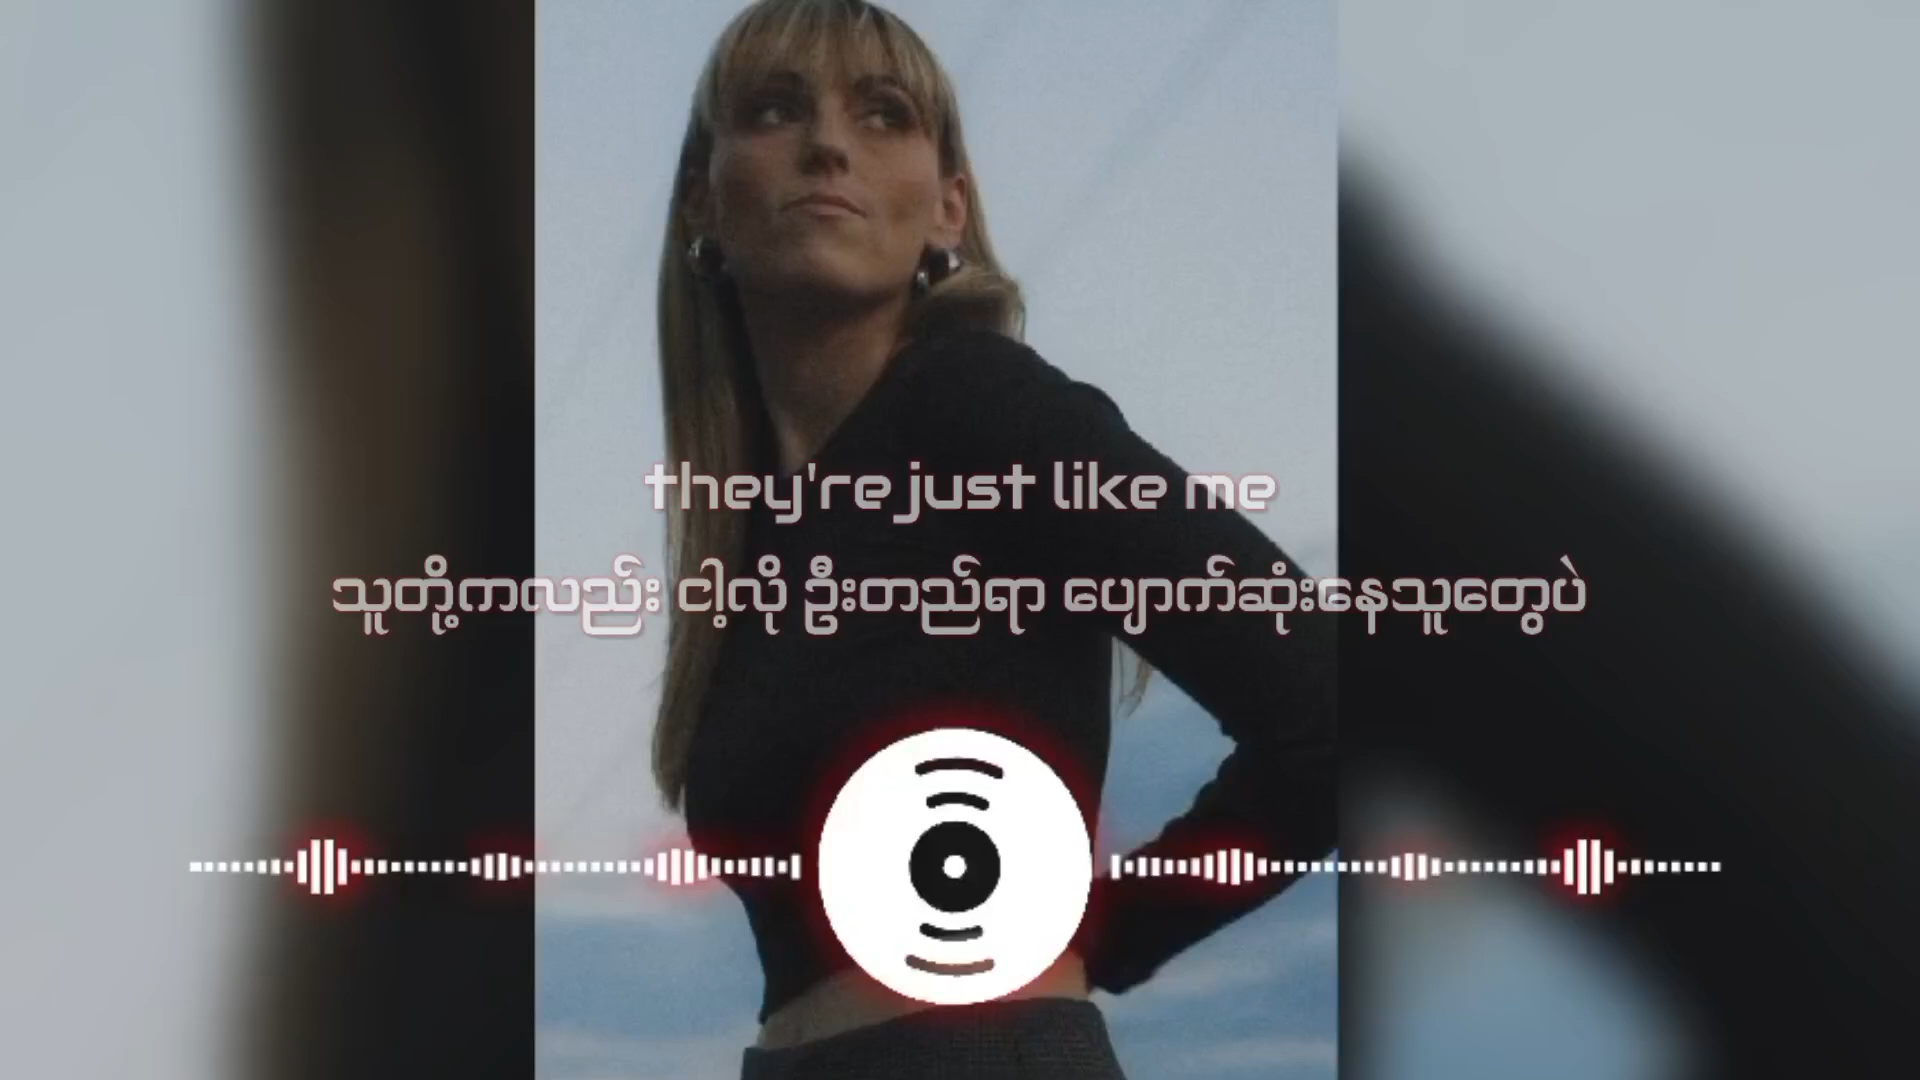 they're just like me
သူတို့ကလည်း ငါ့လို ဦးတည်ရာ ပျောက်ဆုံးနေသူတွေပဲ